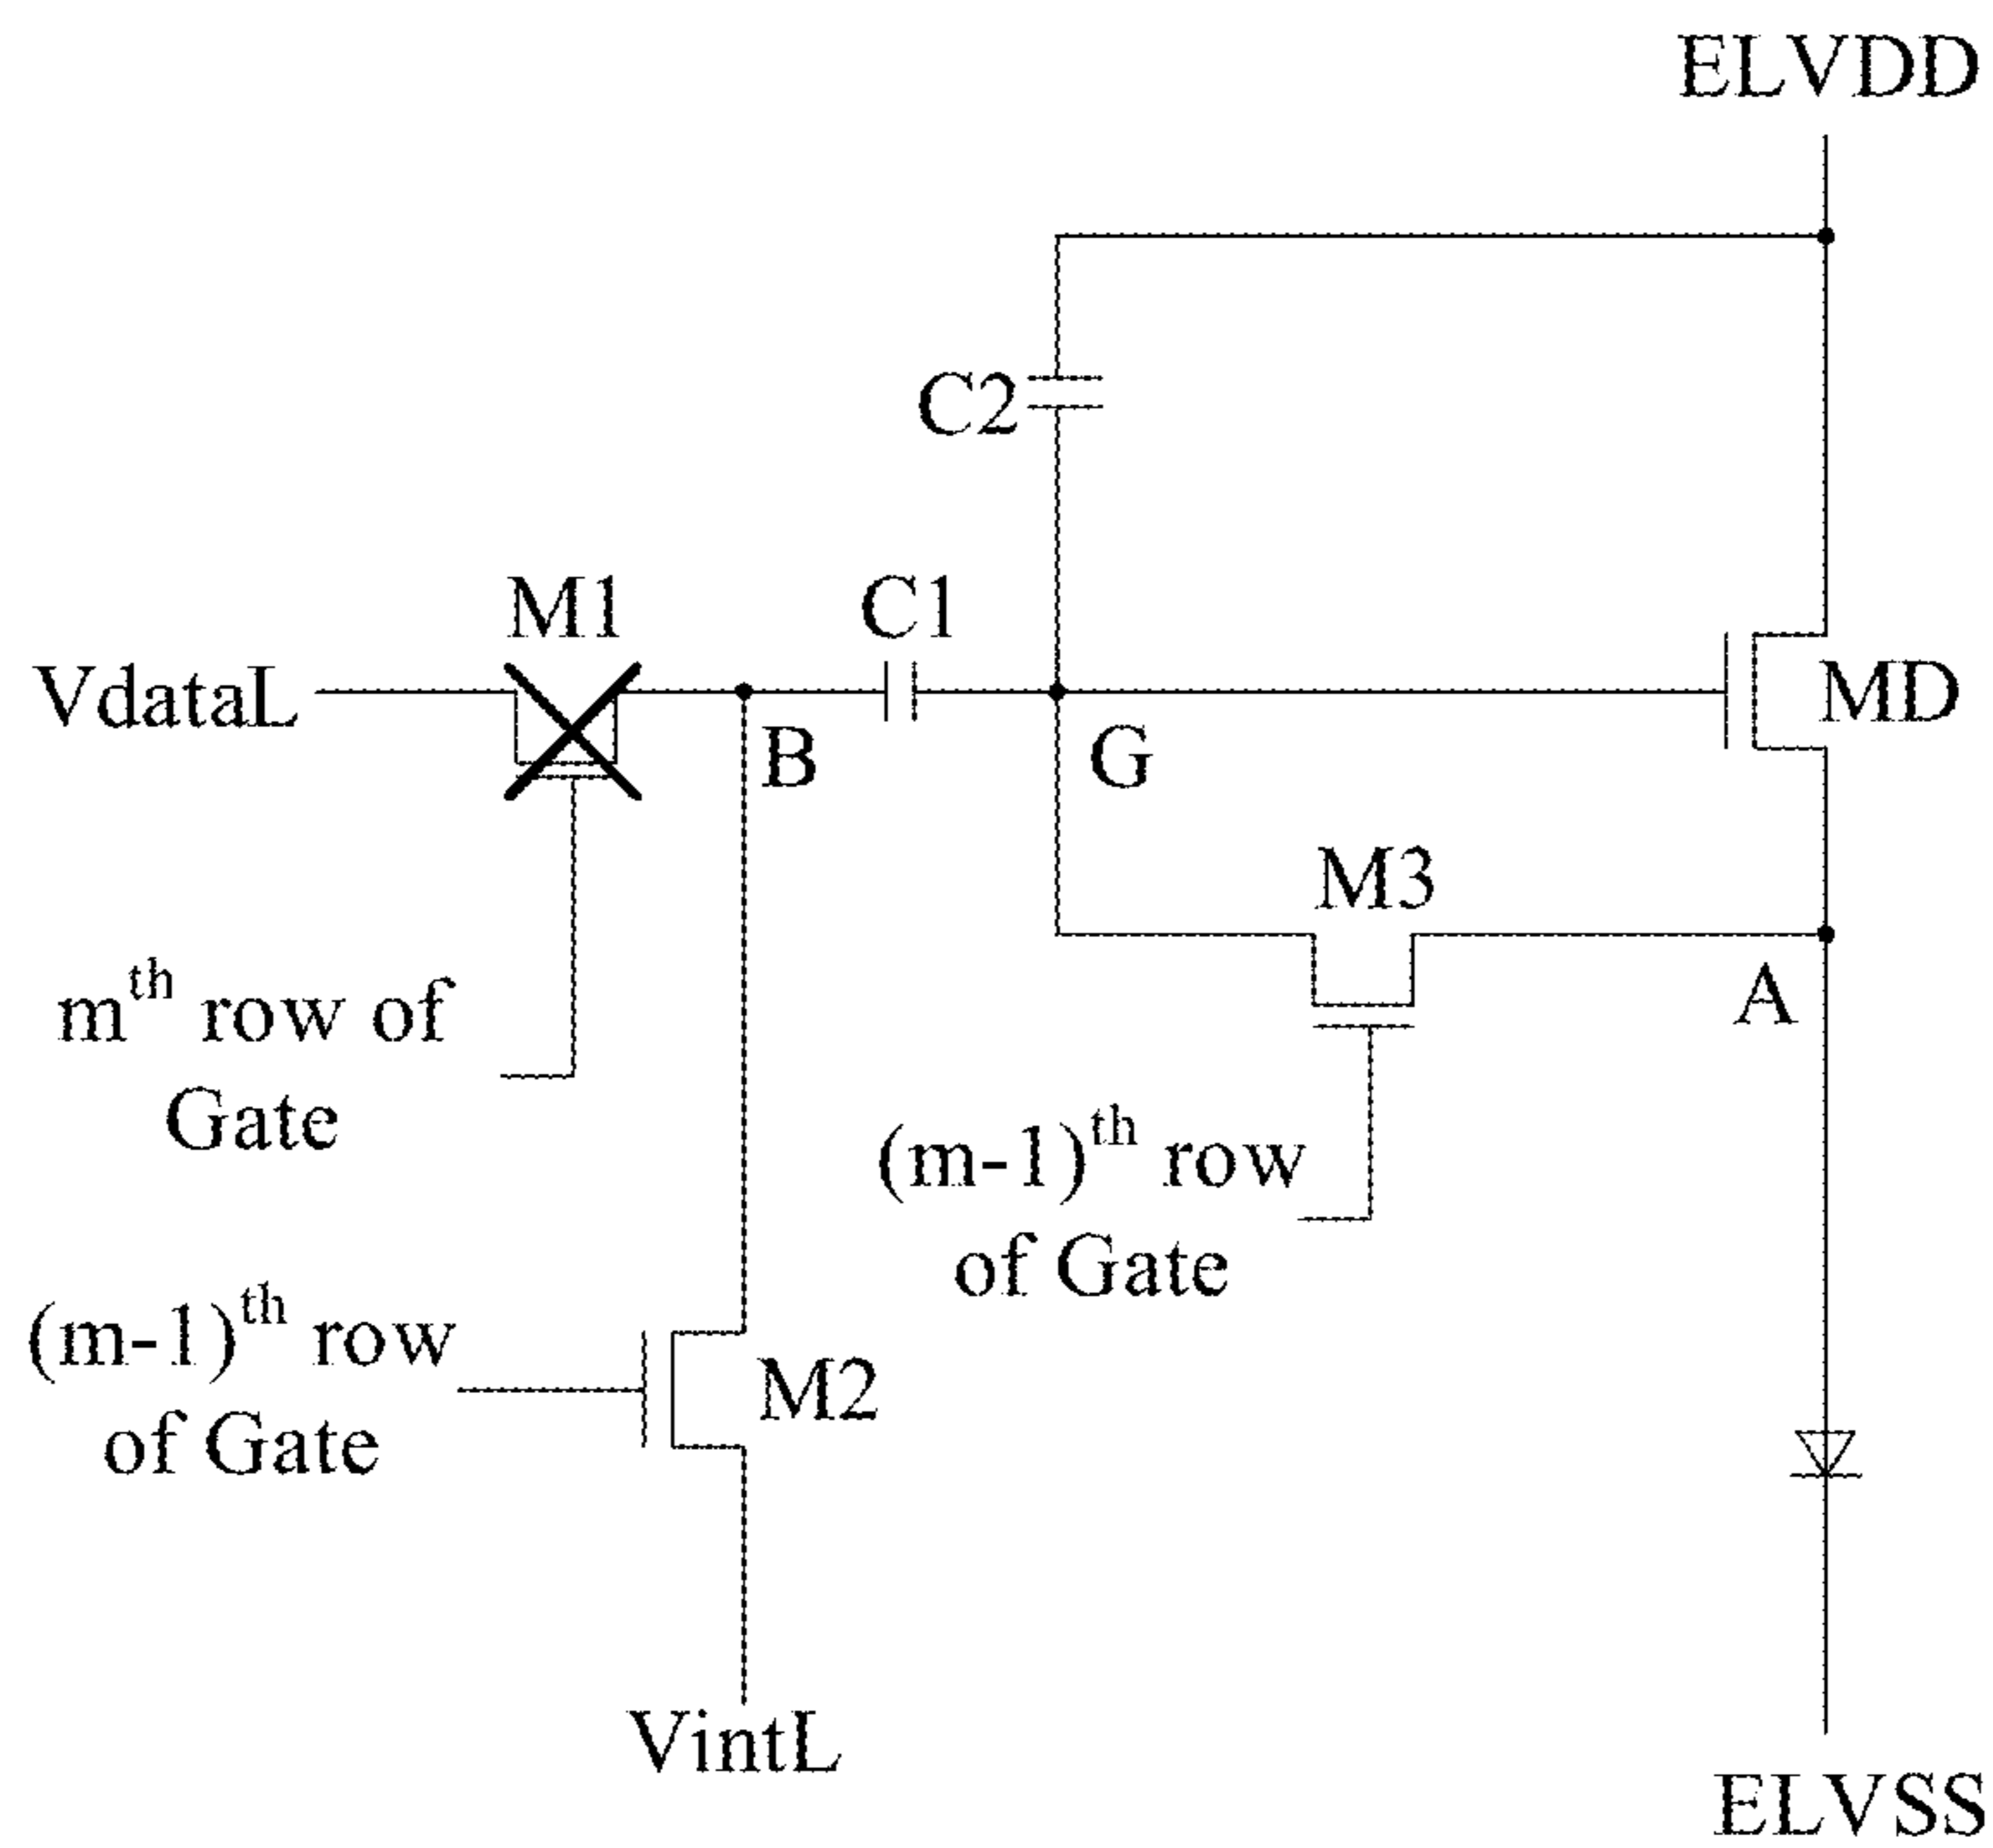 ELVDD
C2
M1
C1
VdataL
B
G
MD
M3
A
mth row of
Gate
(m-1)th row
of Gate
(m-1)th row
of Gate
M2
VintL
ELVSS